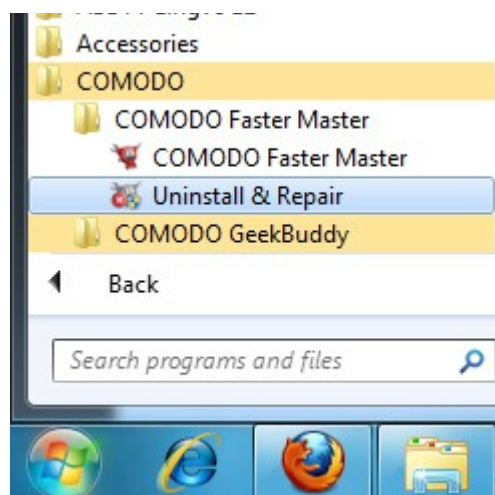 Accessories
COMODO
COMODO Faster Master
COMODO Faster Master
Uninstall & Repair
COMODO GeekBuddy
Back
Search programs and files